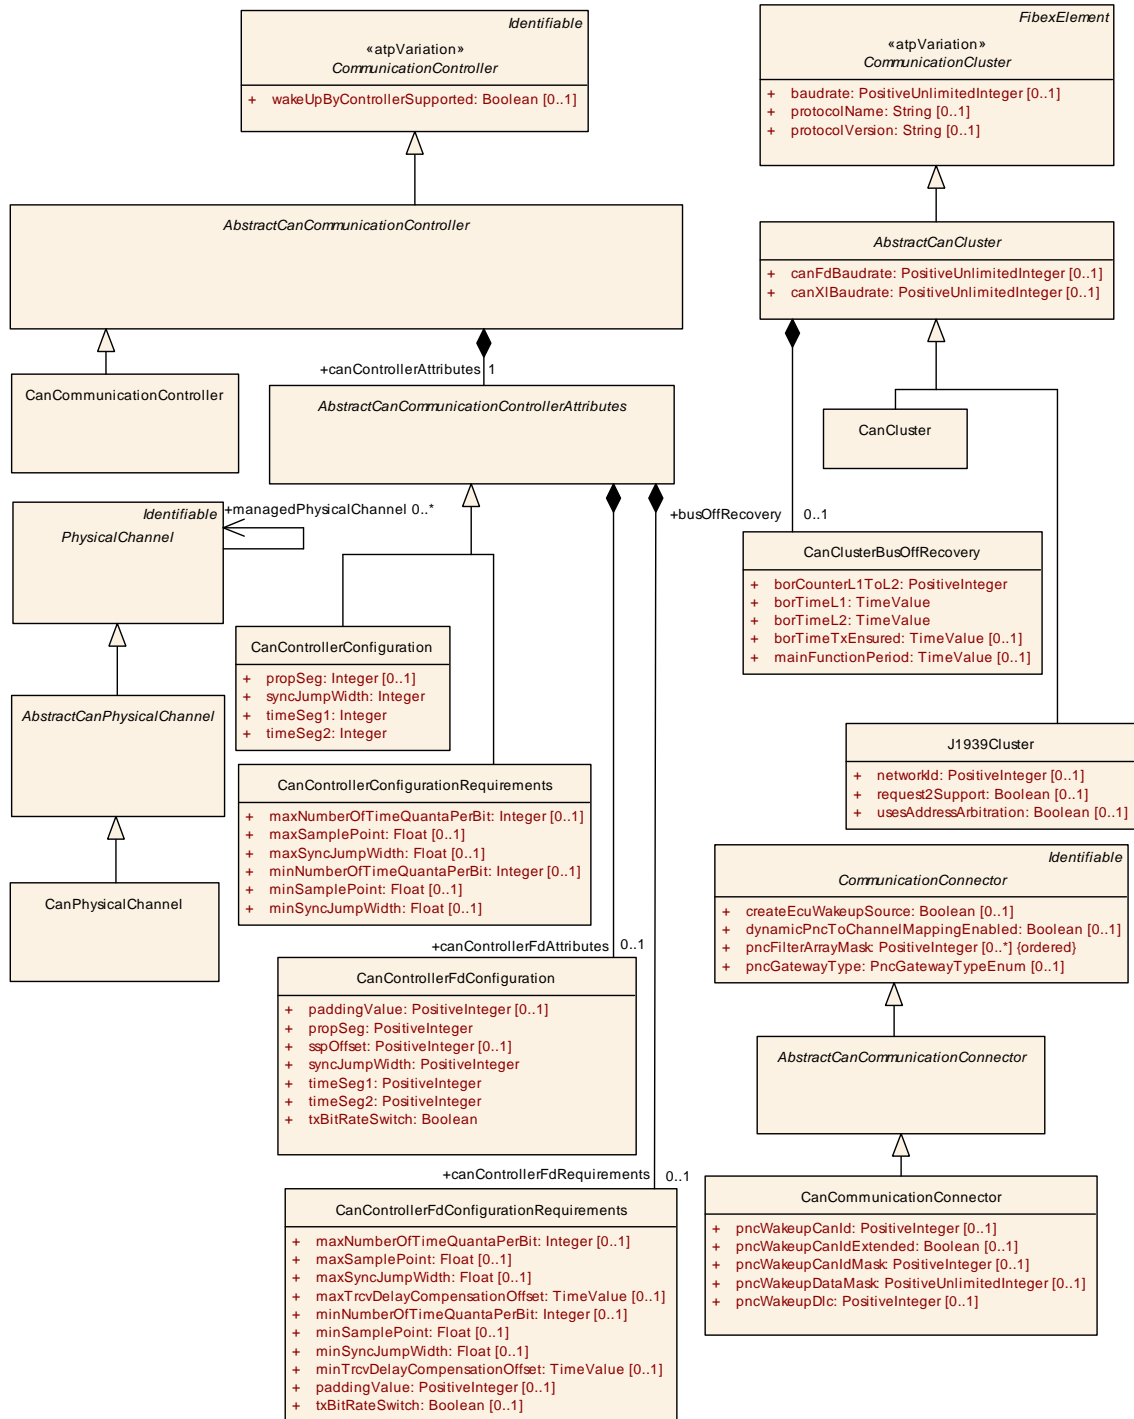 Identifiable
«atpVariation»
CommunicationController
+ wakeUpByControllerSupported: Boolean [0..1]
FibexElement
«atpVariation»
CommunicationCluster
+ baudrate: PositiveUnlimitedInteger [0..1]
+ protocolName: String [0..1]
+ protocolVersion: String [0..1]
AbstractCanCommunicationController
AbstractCanCluster
+ canFdBaudrate: PositiveUnlimitedInteger [0..1]
+ canXlBaudrate: PositiveUnlimitedInteger [0..1]
CanCommunicationController
+canControllerAttributes 1
AbstractCanCommunicationControllerAttributes
CanCluster
Identifiable
PhysicalChannel
+managedPhysicalChannel 0..*
+busOffRecovery 0..1
CanClusterBusOffRecovery
+ borCounterL1ToL2: PositiveInteger
+ borTimeL1: TimeValue
+ borTimeL2: TimeValue
+ borTimeTxEnsured: TimeValue [0..1]
+ mainFunctionPeriod: TimeValue [0..1]
CanControllerConfiguration
+ propSeg: Integer [0..1]
+ syncJumpWidth: Integer
+ timeSeg1: Integer
+ timeSeg2: Integer
AbstractCanPhysicalChannel
J1939Cluster
+ networkId: PositiveInteger [0..1]
+ request2Support: Boolean [0..1]
+ usesAddressArbitration: Boolean [0..1]
CanControllerConfigurationRequirements
+ maxNumberOfTimeQuantaPerBit: Integer [0..1]
+ maxSamplePoint: Float [0..1]
+ maxSyncJumpWidth: Float [0..1]
+ minNumberOfTimeQuantaPerBit: Integer [0..1]
+ minSamplePoint: Float [0..1]
+ minSyncJumpWidth: Float [0..1]
CanPhysicalChannel
Identifiable
CommunicationConnector
+ createEcuWakeupSource: Boolean [0..1]
+ dynamicPncToChannelMappingEnabled: Boolean [0..1]
+ pncFilterArrayMask: PositiveInteger [0..*] {ordered}
+ pncGatewayType: PncGatewayTypeEnum [0..1]
+canControllerFdAttributes 0..1
CanControllerFdConfiguration
+ paddingValue: PositiveInteger [0..1]
+ propSeg: PositiveInteger
+ sspOffset: PositiveInteger [0..1]
+ syncJumpWidth: PositiveInteger
+ timeSeg1: PositiveInteger
+ timeSeg2: PositiveInteger
+ txBitRateSwitch: Boolean
AbstractCanCommunicationConnector
+canControllerFdRequirements 0..1
CanControllerFdConfigurationRequirements
+ maxNumberOfTimeQuantaPerBit: Integer [0..1]
+ maxSamplePoint: Float [0..1]
+ maxSyncJumpWidth: Float [0..1]
+ maxTrcvDelayCompensationOffset: TimeValue [0..1]
+ minNumberOfTimeQuantaPerBit: Integer [0..1]
+ minSamplePoint: Float [0..1]
+ minSyncJumpWidth: Float [0..1]
+ minTrcvDelayCompensationOffset: TimeValue [0..1]
+ paddingValue: PositiveInteger [0..1]
+ txBitRateSwitch: Boolean [0..1]
CanCommunicationConnector
+ pncWakeupCanId: PositiveInteger [0..1]
+ pncWakeupCanIdExtended: Boolean [0..1]
+ pncWakeupCanIdMask: PositiveInteger [0..1]
+ pncWakeupDataMask: PositiveUnlimitedInteger [0..1]
+ pncWakeupDlc: PositiveInteger [0..1]